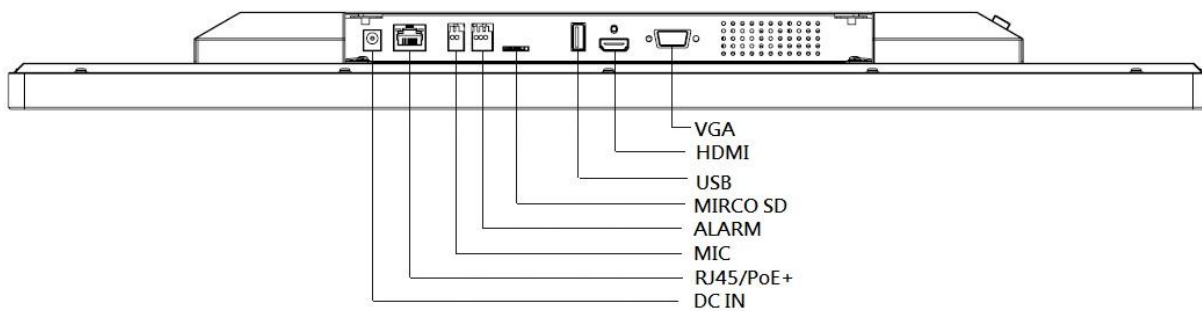 VGA
HDMI
USB
MIRCO SD
ALARM
MIC
RJ45/PoE+
DC IN